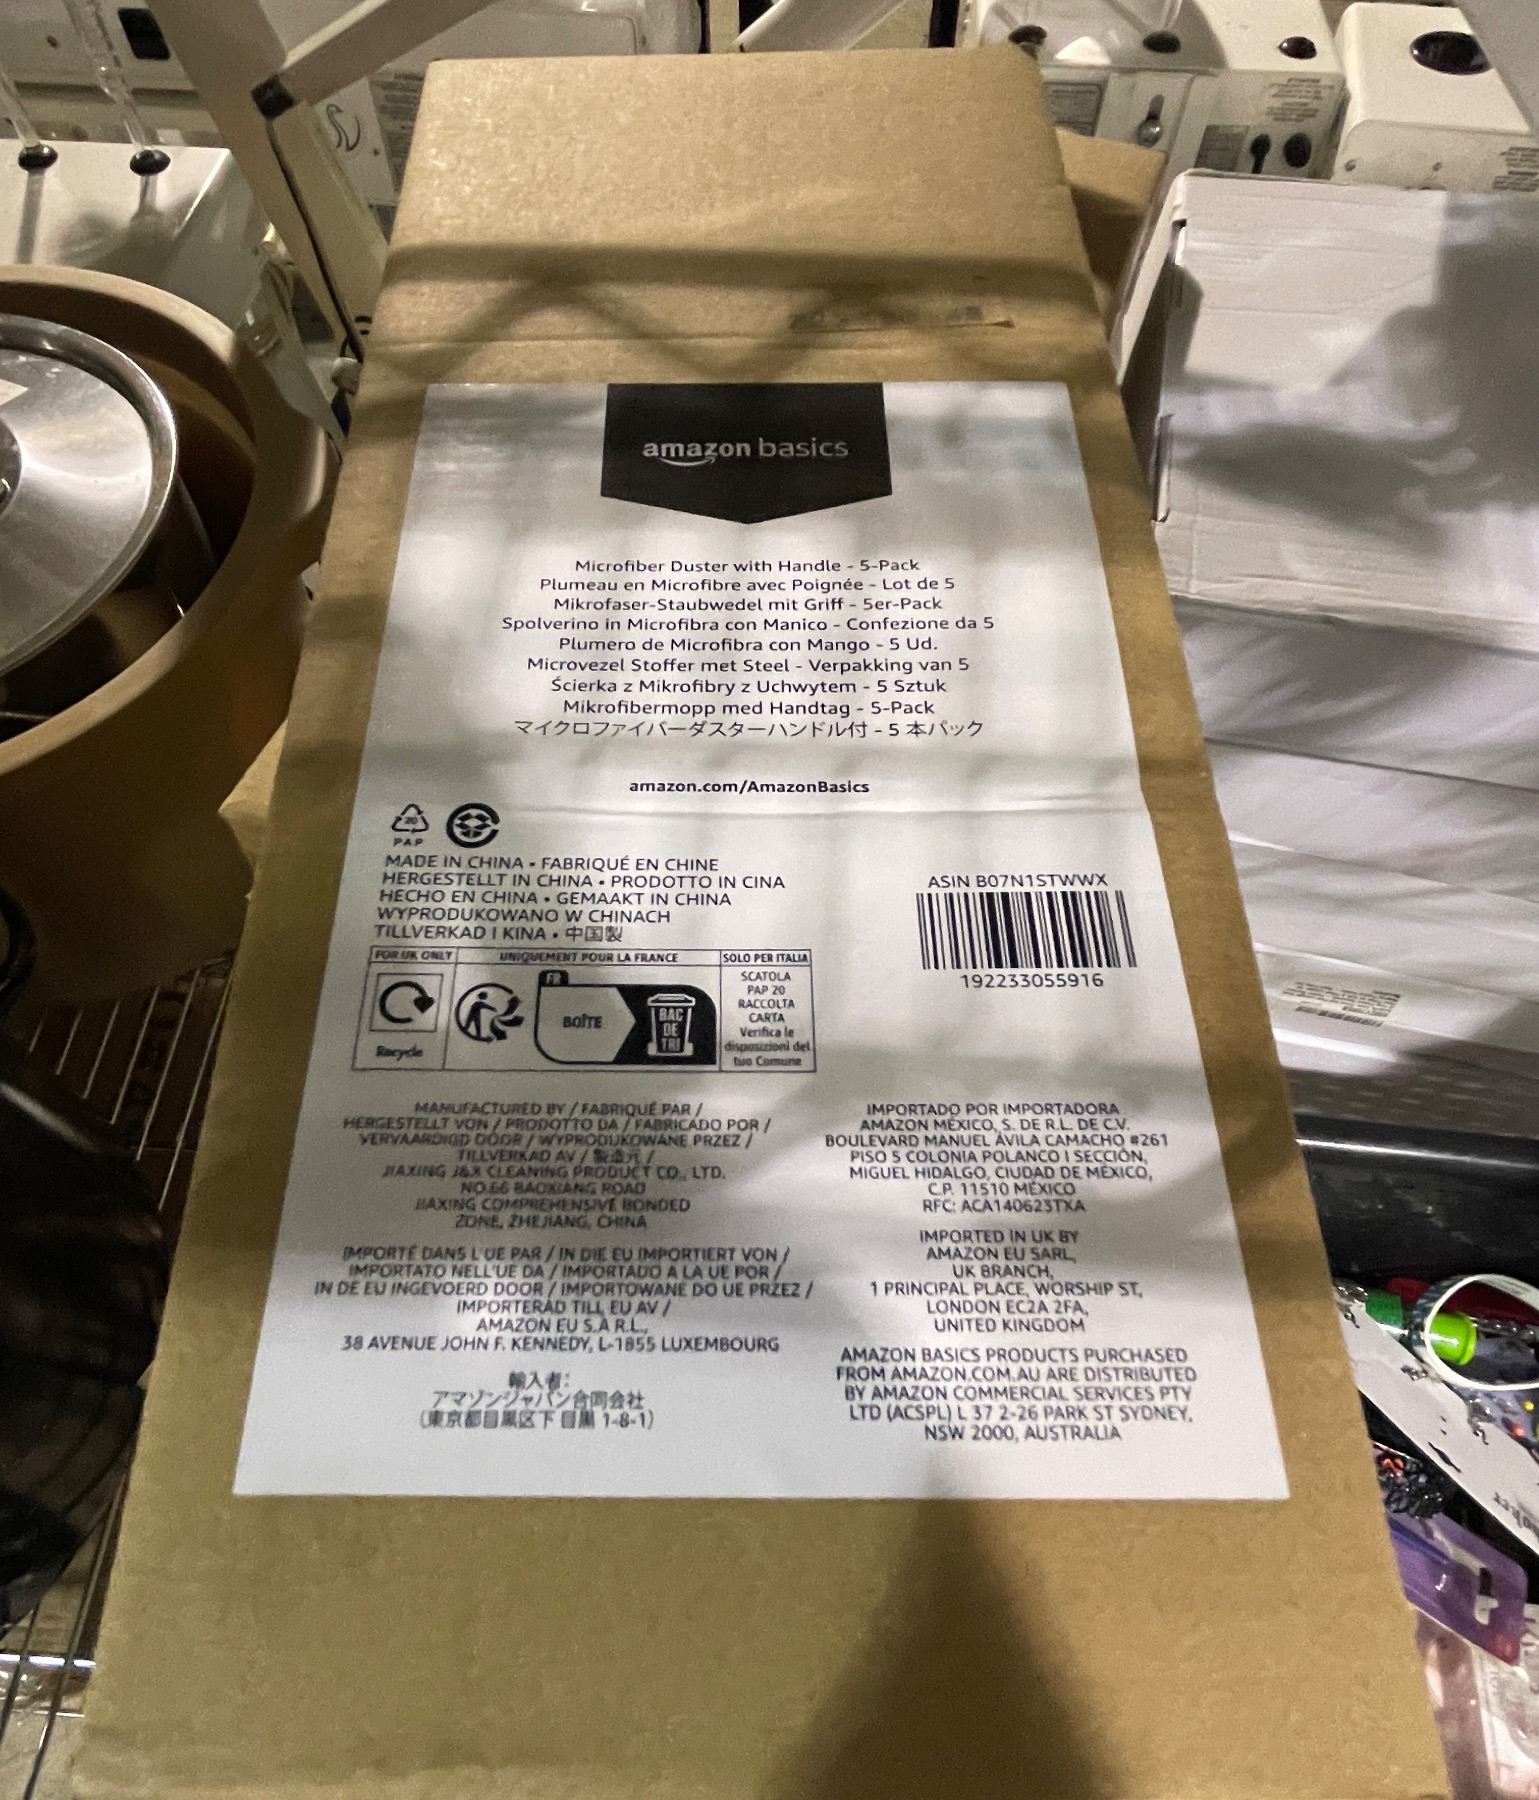 amazon basics
Microfiber Duster with Handle - 5-Pack
Plumeau en Microfibre avec Poignée - Lot de 5
Mikrofaser-Staubwedel mit Griff - 5er-Pack
Spolverino in Microfibra con Manico - Confezione da 5
Plumero de Microfibra con Mango - 5 Ud.
Microvezel Stoffer met Steel - Verpakking van 5
Ścierka z Mikrofibry z Uchwytem - 5 Sztuk
Mikrofibermopp med Handtag - 5-Pack
マイクロファイバーダスターハンドル付 - 5 本パック
amazon.com/AmazonBasics
20
PAP
MADE IN CHINA • FABRIQUÉ EN CHINE
HERGESTELLT IN CHINA • PRODOTTO IN CINA
HECHO EN CHINA • GEMAAKT IN CHINA
WYPRODUKOWANO W CHINACH
TILLVERKAD I KINA • 中国製
ASIN B07N1STWWX
192233055916
FOR UK ONLY
Recycle
UNIQUEMENT POUR LA FRANCE
FR
BOÎTE
BAC
DE
TRI
SOLO PER ITALIA
SCATOLA
PAP 20
RACCOLTA
CARTA
Verifica le
disposizioni del
tuo Comune
MANUFACTURED BY / FABRIQUÉ PAR /
HERGESTELLT VON / PRODOTTO DA / FABRICADO POR /
VERVAARDIGD DOOR / WYPRODUKOWANE PRZEZ /
TILLVERKAD AV / 製造元 /
JIAXING J&X CLEANING PRODUCT CO., LTD.
NO.66 BAOXIANG ROAD
JIAXING COMPREHENSIVE BONDED
ZONE, ZHEJIANG, CHINA
IMPORTÉ DANS L'UE PAR / IN DIE EU IMPORTIERT VON /
IMPORTATO NELL'UE DA / IMPORTADO A LA UE POR /
IN DE EU INGEVOERD DOOR / IMPORTOWANE DO UE PRZEZ /
IMPORTERAD TILL EU AV /
AMAZON EU S.À R.L.,
38 AVENUE JOHN F. KENNEDY, L-1855 LUXEMBOURG
輸入者:
アマゾンジャパン合同会社
(東京都目黒区下目黒 1-8-1)
IMPORTADO POR IMPORTADORA
AMAZON MÉXICO, S. DE R.L. DE C.V.
BOULEVARD MANUEL ÁVILA CAMACHO #261
PISO 5 COLONIA POLANCO I SECCIÓN,
MIGUEL HIDALGO, CIUDAD DE MÉXICO,
C.P. 11510 MÉXICO
RFC: ACA140623TXA
IMPORTED IN UK BY
AMAZON EU SARL,
UK BRANCH,
1 PRINCIPAL PLACE, WORSHIP ST,
LONDON EC2A 2FA,
UNITED KINGDOM
AMAZON BASICS PRODUCTS PURCHASED
FROM AMAZON.COM.AU ARE DISTRIBUTED
BY AMAZON COMMERCIAL SERVICES PTY
LTD (ACSPL) L 37 2-26 PARK ST SYDNEY,
NSW 2000, AUSTRALIA